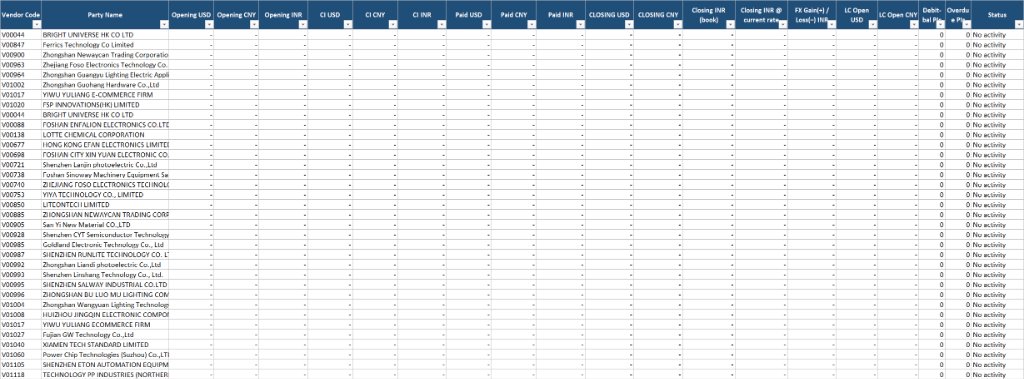 Vendor Code Party Name Opening USD Opening CNY Opening INR CI USD CI CNY CI INR Paid USD Paid CNY Paid INR CLOSING USD CLOSING CNY Closing INR (book) Closing INR @ current rate FX Gain(+) / Loss(-) INR LC Open USD LC Open CNY Debit-bal PI Overdu e PIs Status
V00044 BRIGHT UNIVERSE HK CO LTD - - - - - - - - - - - - - - - - 0 0 No activity
V00847 Ferrics Technology Co Limited - - - - - - - - - - - - - - - - 0 0 No activity
V00900 Zhongshan Newaycan Trading Corporatio - - - - - - - - - - - - - - - - 0 0 No activity
V00963 Zhejiang Foso Electronics Technology Co. - - - - - - - - - - - - - - - - 0 0 No activity
V00964 Zhongshan Guangyu Lighting Electric Appli - - - - - - - - - - - - - - - - 0 0 No activity
V01002 Zhongshan Guohang Hardware Co.,Ltd - - - - - - - - - - - - - - - - 0 0 No activity
V01017 YIWU YULIANG E-COMMERCE FIRM - - - - - - - - - - - - - - - - 0 0 No activity
V01020 FSP INNOVATIONS(HK) LIMITED - - - - - - - - - - - - - - - - 0 0 No activity
V00044 BRIGHT UNIVERSE HK CO LTD - - - - - - - - - - - - - - - - 0 0 No activity
V00088 FOSHAN ENFALION ELECTRONICS CO.LTE - - - - - - - - - - - - - - - - 0 0 No activity
V00138 LOTTE CHEMICAL CORPORATION - - - - - - - - - - - - - - - - 0 0 No activity
V00677 HONG KONG EFAN ELECTRONICS LIMITE - - - - - - - - - - - - - - - - 0 0 No activity
V00698 FOSHAN CITY XIN YUAN ELECTRONIC CO. - - - - - - - - - - - - - - - - 0 0 No activity
V00721 Shenzhen Lanjin photoelectric Co.,Ltd - - - - - - - - - - - - - - - - 0 0 No activity
V00738 Foshan Sinoway Machinery Equipment Sa - - - - - - - - - - - - - - - - 0 0 No activity
V00740 ZHEJIANG FOSO ELECTRONICS TECHNOL - - - - - - - - - - - - - - - - 0 0 No activity
V00753 YIYA TECHNOLOGY CO., LIMITED - - - - - - - - - - - - - - - - 0 0 No activity
V00850 LITEONTECH LIMITED - - - - - - - - - - - - - - - - 0 0 No activity
V00885 ZHONGSHAN NEWAYCAN TRADING CORP - - - - - - - - - - - - - - - - 0 0 No activity
V00905 San Yi New Material CO.,LTD - - - - - - - - - - - - - - - - 0 0 No activity
V00928 Shenzhen CYT Semiconductor Technology - - - - - - - - - - - - - - - - 0 0 No activity
V00985 Goldland Electronic Technology Co., Ltd - - - - - - - - - - - - - - - - 0 0 No activity
V00987 SHENZHEN RUNLITE TECHNOLOGY CO. L - - - - - - - - - - - - - - - - 0 0 No activity
V00992 Zhongshan Liandi photoelectric Co.,Ltd - - - - - - - - - - - - - - - - 0 0 No activity
V00993 Shenzhen Linshang Technology Co., Ltd. - - - - - - - - - - - - - - - - 0 0 No activity
V00995 SHENZHEN SALWAY INDUSTRIAL CO.LTD - - - - - - - - - - - - - - - - 0 0 No activity
V00996 ZHONGSHAN BU LUO MU LIGHTING COM - - - - - - - - - - - - - - - - 0 0 No activity
V01004 Zhongshan Wangyuan Lighting Technology - - - - - - - - - - - - - - - - 0 0 No activity
V01008 HUIZHOU JINGQIN ELECTRONIC COMPO - - - - - - - - - - - - - - - - 0 0 No activity
V01017 YIWU YULIANG ECOMMERCE FIRM - - - - - - - - - - - - - - - - 0 0 No activity
V01027 Fujian GW Technology Co.,Ltd - - - - - - - - - - - - - - - - 0 0 No activity
V01040 XIAMEN TECH STANDARD LIMITED - - - - - - - - - - - - - - - - 0 0 No activity
V01060 Power Chip Technologies (Suzhou) Co.,LT - - - - - - - - - - - - - - - - 0 0 No activity
V01105 SHENZHEN ETON AUTOMATION EQUIPM - - - - - - - - - - - - - - - - 0 0 No activity
V01118 TECHNOLOGY PP INDUSTRIES (NORTHER - - - - - - - - - - - - - - - - 0 0 No activity